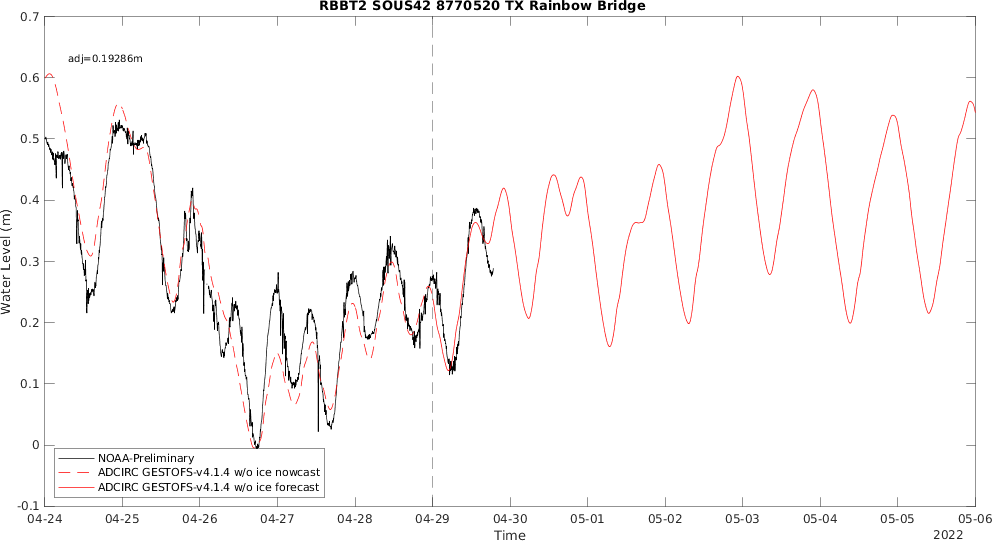 RBBT2 SOUS42 8770520 TX Rainbow Bridge
adj=0.19286m
0.7
0.6
0.5
0.4
0.3
0.2
0.1
0
-0.1
Water Level (m)
NOAA-Preliminary
ADCIRC GESTOFS-v4.1.4 w/o ice nowcast
ADCIRC GESTOFS-v4.1.4 w/o ice forecast
04-24 04-25 04-26 04-27 04-28 04-29 04-30 05-01 05-02 05-03 05-04 05-05 05-06
Time
2022